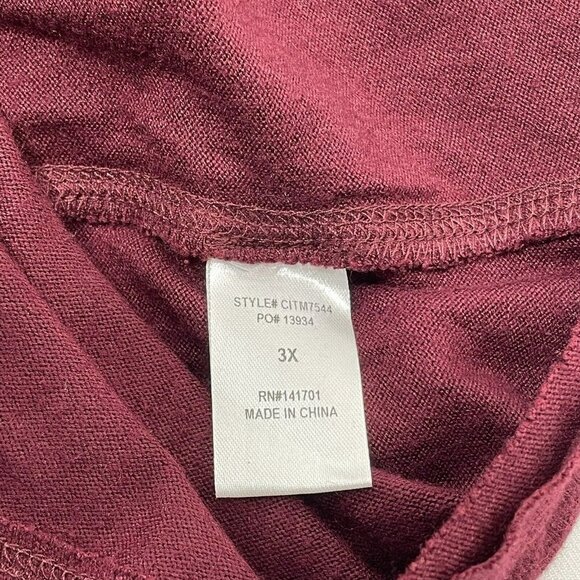 STYLE# CITM7544
PO# 13934
3X
RN#141701
MADE IN CHINA